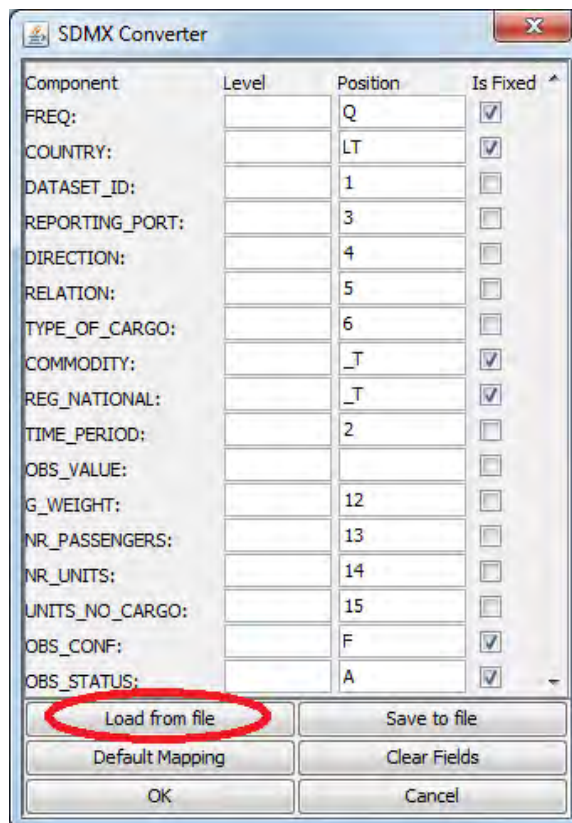 SDMX Converter
Component Level Position Is Fixed
FREQ: Q
COUNTRY: LT
DATASET_ID: 1
REPORTING_PORT: 3
DIRECTION: 4
RELATION: 5
TYPE_OF_CARGO: 6
COMMODITY: _T
REG_NATIONAL: _T
TIME_PERIOD: 2
OBS_VALUE:
G_WEIGHT: 12
NR_PASSENGERS: 13
NR_UNITS: 14
UNITS_NO_CARGO: 15
OBS_CONF: F
OBS_STATUS: A
Load from file Save to file
Default Mapping Clear Fields
OK Cancel